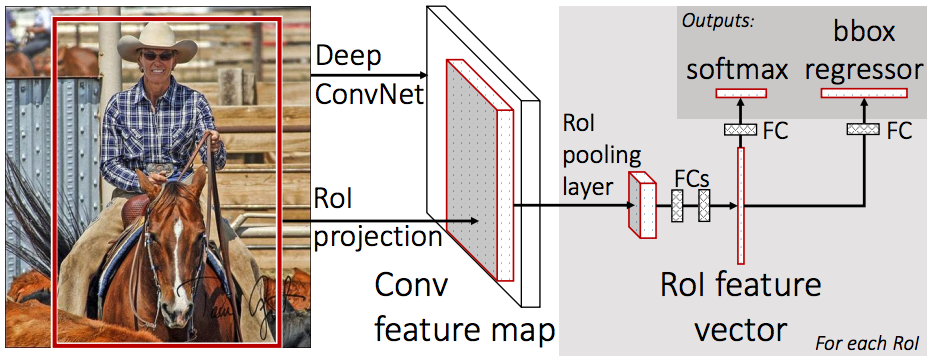 Deep
ConvNet
RoI
projection
Conv
feature map
RoI
pooling
layer
FCs
RoI feature
vector
Outputs:
softmax
bbox
regressor
FC
FC
For each RoI